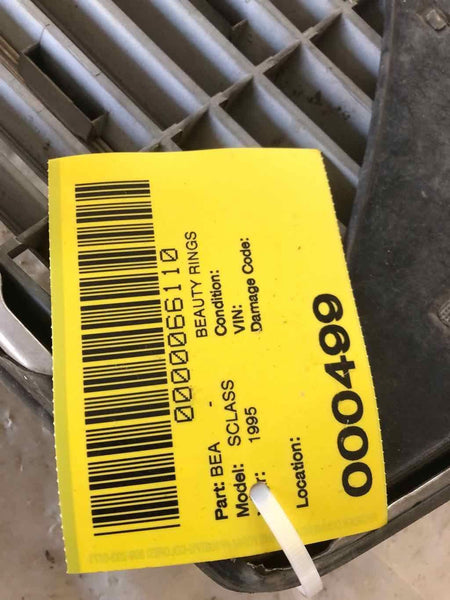 0000066110
Part: BEA - BEAUTY RINGS
Model: SCLASS Condition:
1995 VIN:
Damage Code:
Location:
000499